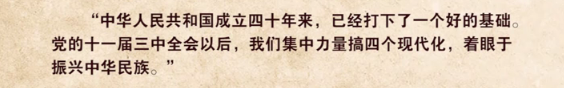 “中华人民共和国成立四十年来，已经打下了一个好的基础。
党的十一届三中全会以后，我们集中力量搞四个现代化，着眼于
振兴中华民族。”